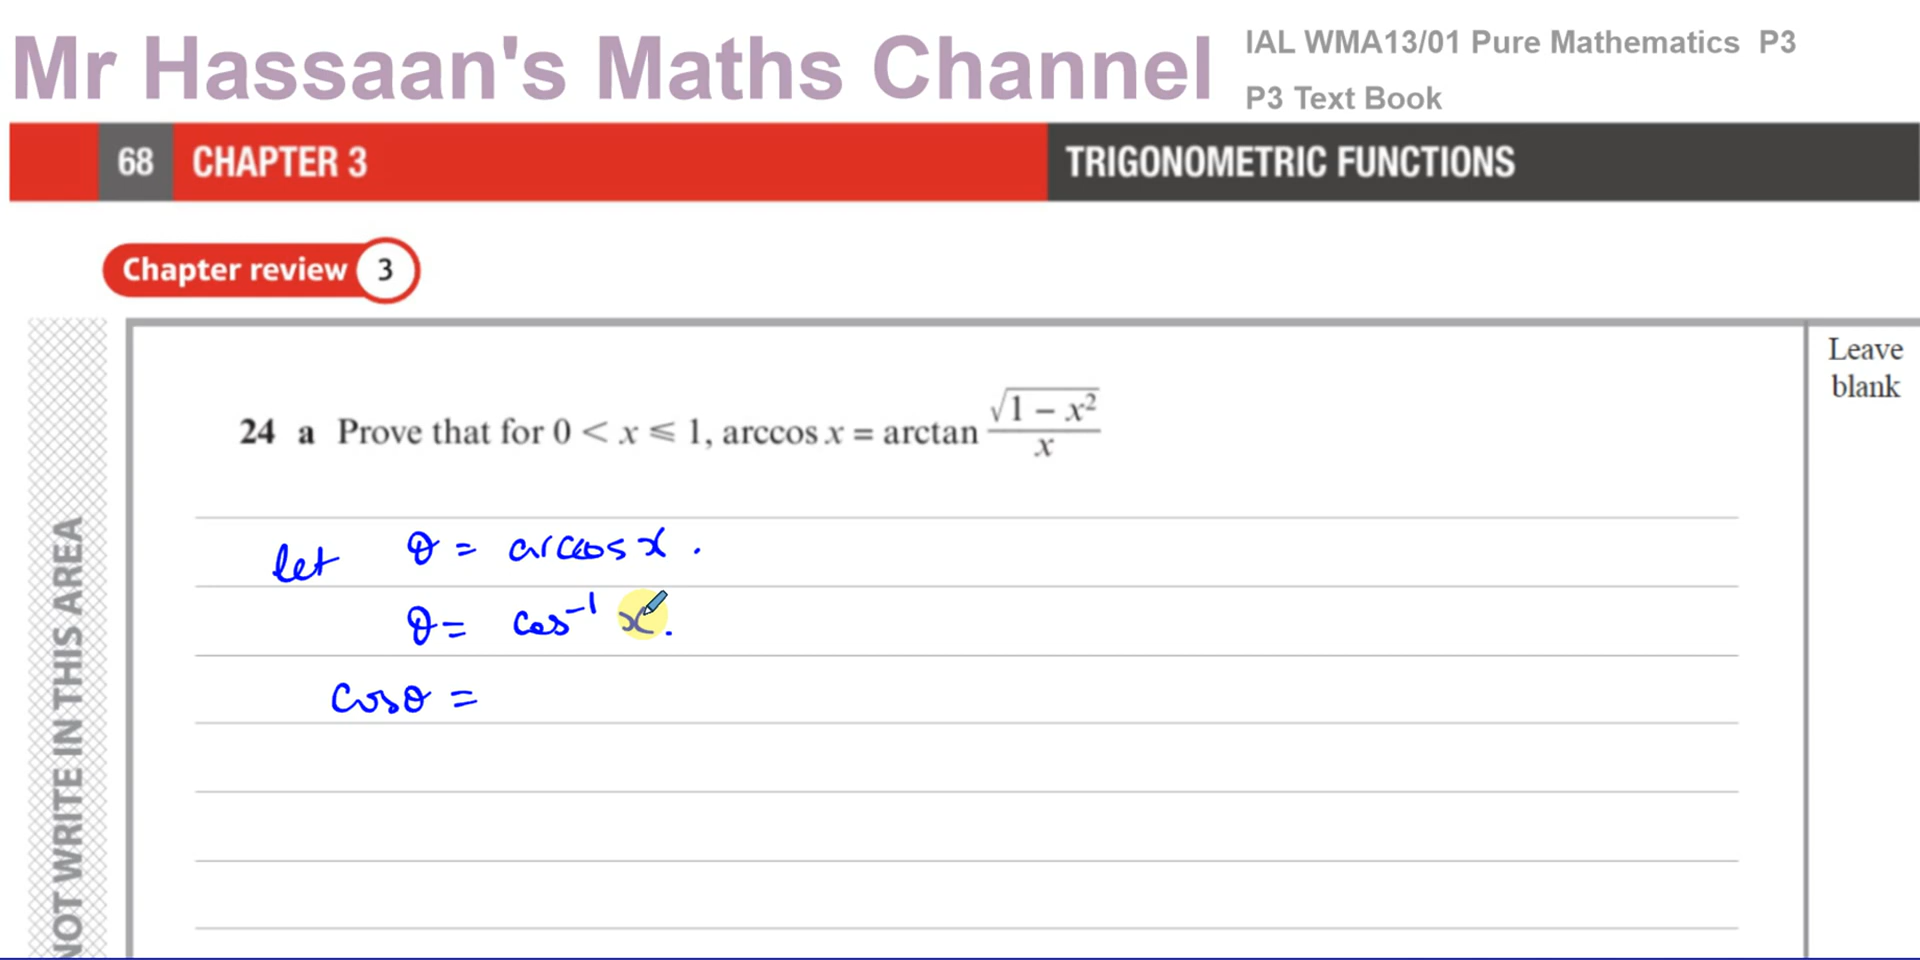 Mr Hassaan's Maths Channel
IAL WMA13/01 Pure Mathematics P3
P3 Text Book
68 CHAPTER 3
TRIGONOMETRIC FUNCTIONS
Chapter review 3
Leave
blank
24 a Prove that for 0 < x ⩽ 1, arccos x = arctan √(1 − x²) / x
let θ = arccos x .
θ = cos⁻¹ x .
cosθ =
NOT WRITE IN THIS AREA